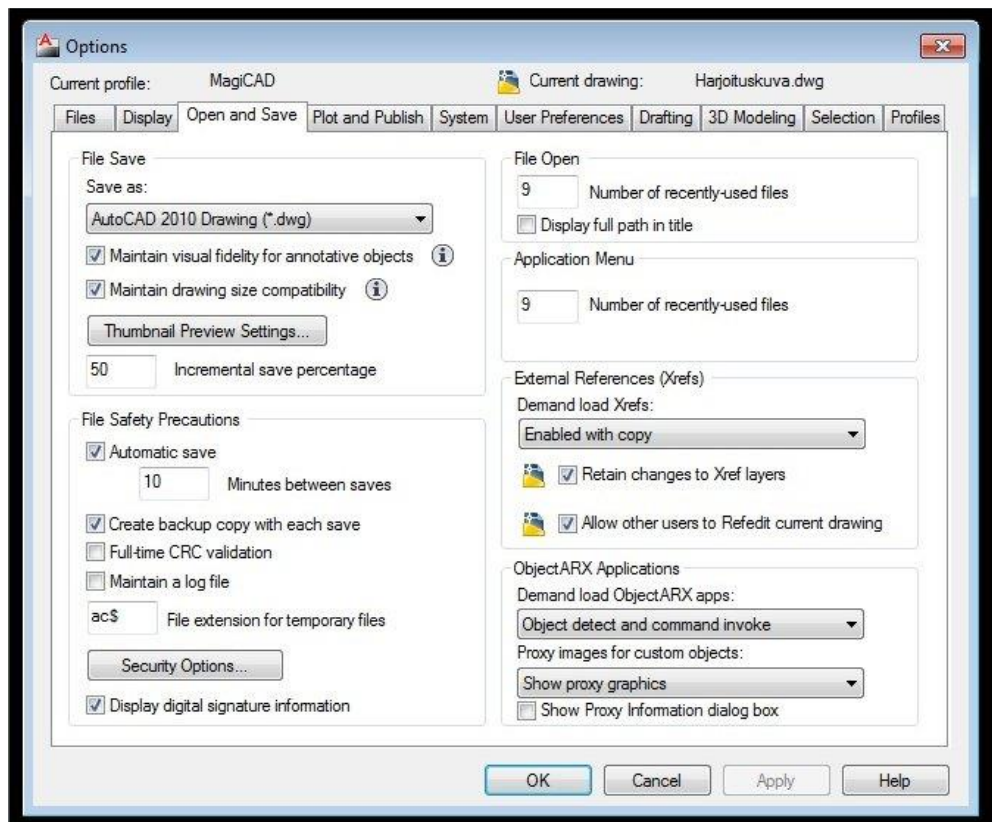 Options
Current profile: MagiCAD Current drawing: Harjoituskuva.dwg
Files Display Open and Save Plot and Publish System User Preferences Drafting 3D Modeling Selection Profiles
File Save
Save as:
AutoCAD 2010 Drawing (*.dwg)
Maintain visual fidelity for annotative objects
Maintain drawing size compatibility
Thumbnail Preview Settings...
50 Incremental save percentage
File Safety Precautions
Automatic save
10 Minutes between saves
Create backup copy with each save
Full-time CRC validation
Maintain a log file
ac$ File extension for temporary files
Security Options...
Display digital signature information
File Open
9 Number of recently-used files
Display full path in title
Application Menu
9 Number of recently-used files
External References (Xrefs)
Demand load Xrefs:
Enabled with copy
Retain changes to Xref layers
Allow other users to Refedit current drawing
ObjectARX Applications
Demand load ObjectARX apps:
Object detect and command invoke
Proxy images for custom objects:
Show proxy graphics
Show Proxy Information dialog box
OK Cancel Apply Help